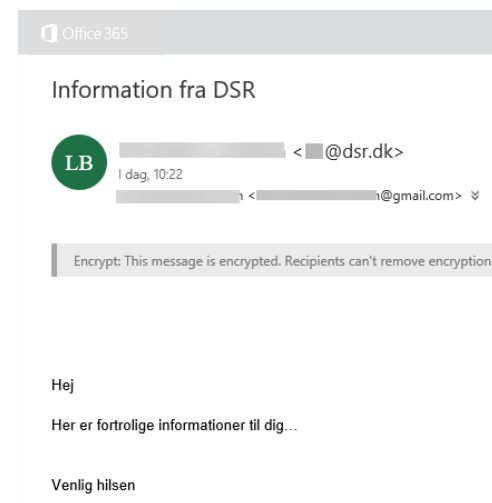 Office 365
Information fra DSR
LB
< @dsr.dk>
I dag, 10:22
< @gmail.com>
Encrypt: This message is encrypted. Recipients can't remove encryption
Hej
Her er fortrolige informationer til dig...
Venlig hilsen